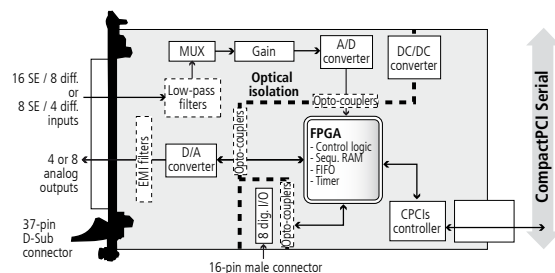 MUX
Gain
A/D
converter
DC/DC
converter
16 SE / 8 diff.
or
8 SE / 4 diff.
inputs
Low-pass
filters
Optical
isolation
Opto-couplers
FPGA
- Control logic
- Sequ. RAM
- FIFO
- Timer
4 or 8
analog
outputs
EMI filters
D/A
converter
Opto-couplers
8 dig. I/O
Opto-couplers
CPCIs
controller
CompactPCI Serial
37-pin
D-Sub
connector
16-pin male connector